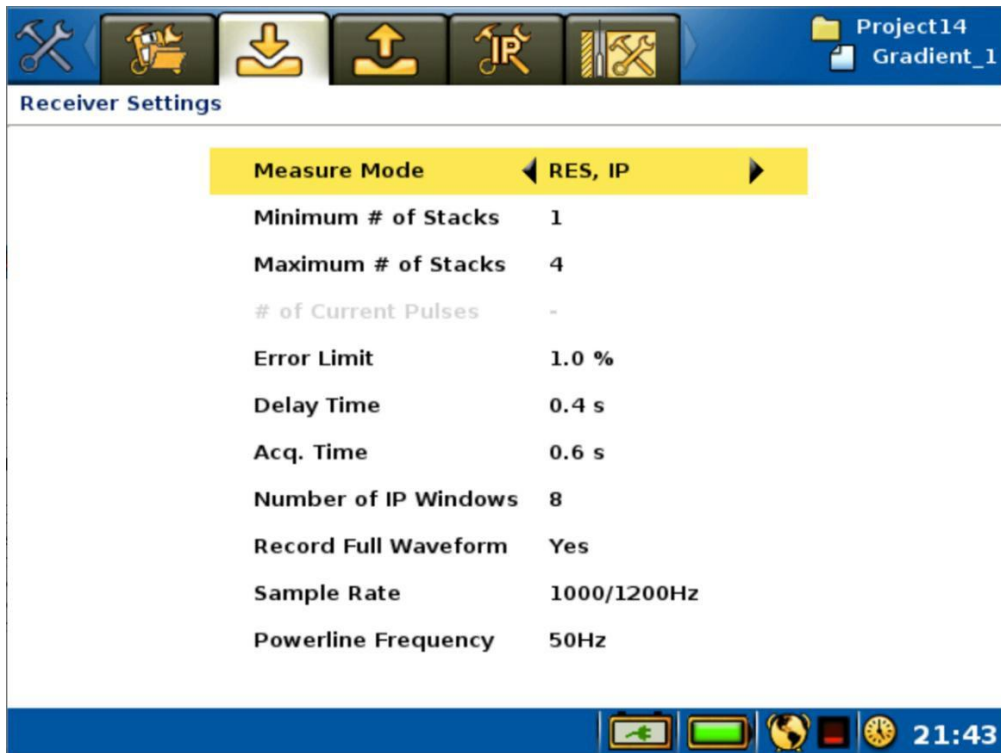 IR
Project14
Gradient_1
Receiver Settings
Measure Mode RES, IP
Minimum # of Stacks 1
Maximum # of Stacks 4
# of Current Pulses -
Error Limit 1.0 %
Delay Time 0.4 s
Acq. Time 0.6 s
Number of IP Windows 8
Record Full Waveform Yes
Sample Rate 1000/1200Hz
Powerline Frequency 50Hz
21:43